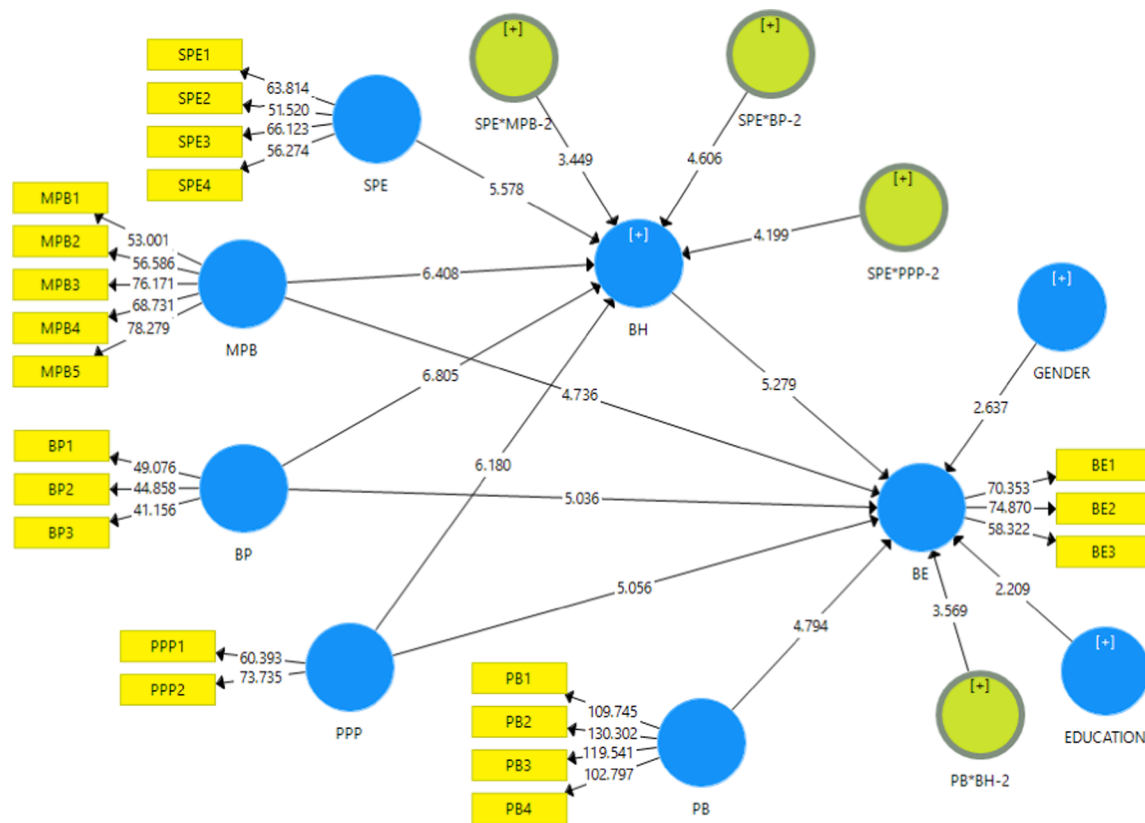 [+]
[+]
SPE1
SPE2
SPE3
SPE4
63.814
51.520
66.123
56.274
SPE
SPE*MPB-2
SPE*BP-2
3.449
4.606
5.578
[+]
SPE*PPP-2
4.199
MPB1
MPB2
MPB3
MPB4
MPB5
53.001
56.586
76.171
68.731
78.279
MPB
6.408
[+]
BH
[+]
GENDER
6.805
4.736
5.279
2.637
BP1
BP2
BP3
49.076
44.858
41.156
BP
6.180
5.036
BE
70.353
74.870
58.322
BE1
BE2
BE3
PPP1
PPP2
60.393
73.735
PPP
5.056
4.794
3.569
2.209
PB1
PB2
PB3
PB4
109.745
130.302
119.541
102.797
PB
[+]
PB*BH-2
[+]
EDUCATION